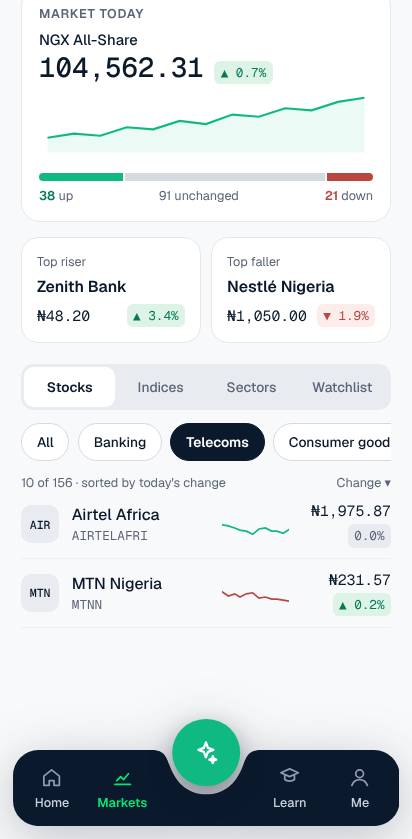 MARKET TODAY
NGX All-Share
104,562.31 ▲ 0.7%
38 up 91 unchanged 21 down
Top riser
Zenith Bank
₦48.20 ▲ 3.4%
Top faller
Nestlé Nigeria
₦1,050.00 ▼ 1.9%
Stocks Indices Sectors Watchlist
All Banking Telecoms Consumer good
10 of 156 · sorted by today's change Change ▾
AIR Airtel Africa ₦1,975.87
AIRTELAFRI 0.0%
MTN MTN Nigeria ₦231.57
MTNN ▲ 0.2%
Home Markets Learn Me